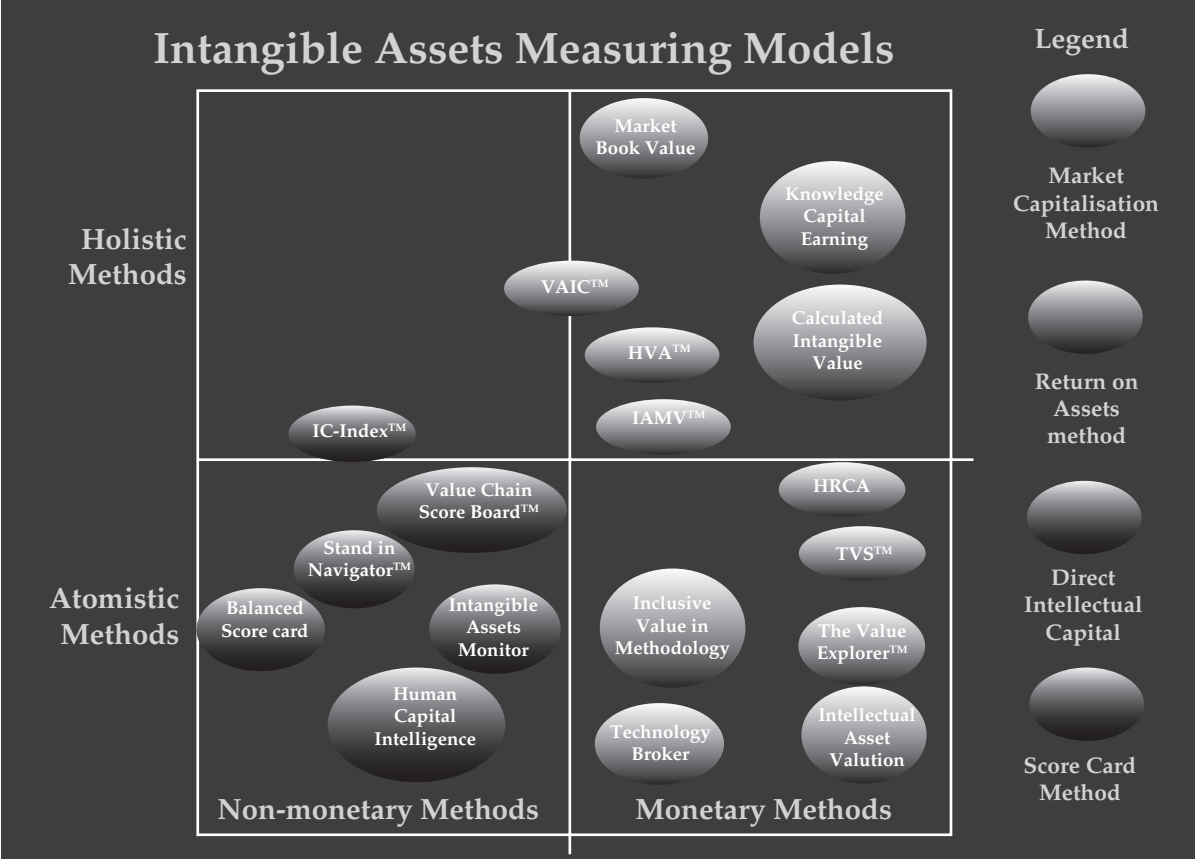 Intangible Assets Measuring Models
Legend
Market
Capitalisation
Method
Return on
Assets
method
Direct
Intellectual
Capital
Score Card
Method
Holistic
Methods
Atomistic
Methods
Market
Book Value
Knowledge
Capital
Earning
VAIC™
Calculated
Intangible
Value
HVA™
IAMV™
IC-Index™
Value Chain
Score Board™
Stand in
Navigator™
Balanced
Score card
Intangible
Assets
Monitor
Human
Capital
Intelligence
HRCA
TVS™
Inclusive
Value in
Methodology
The Value
Explorer™
Technology
Broker
Intellectual
Asset
Valution
Non-monetary Methods
Monetary Methods